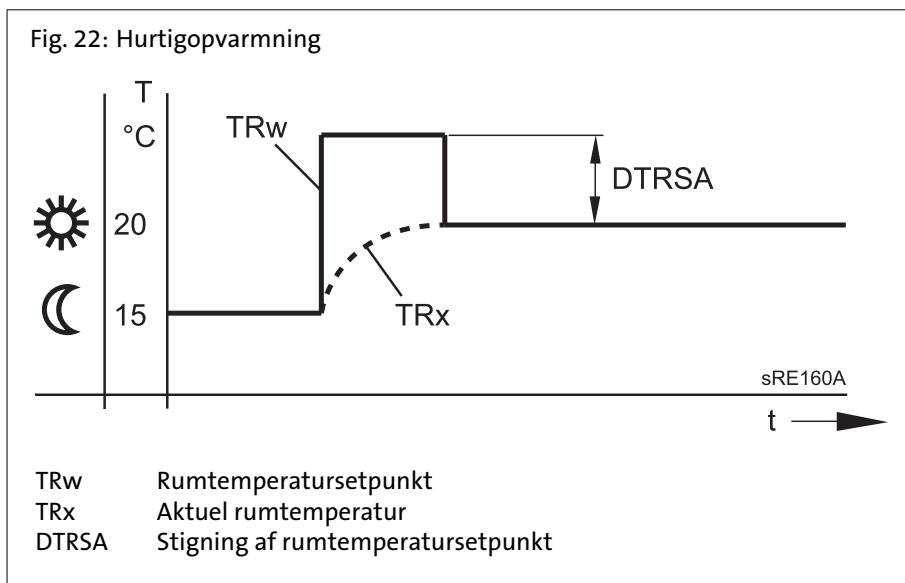 Fig. 22: Hurtigopvarmning
T
°C
TRw
DTRSA
20
TRx
15
sRE160A
t
TRw Rumtemperatursetpunkt
TRx Aktuel rumtemperatur
DTRSA Stigning af rumtemperatursetpunkt